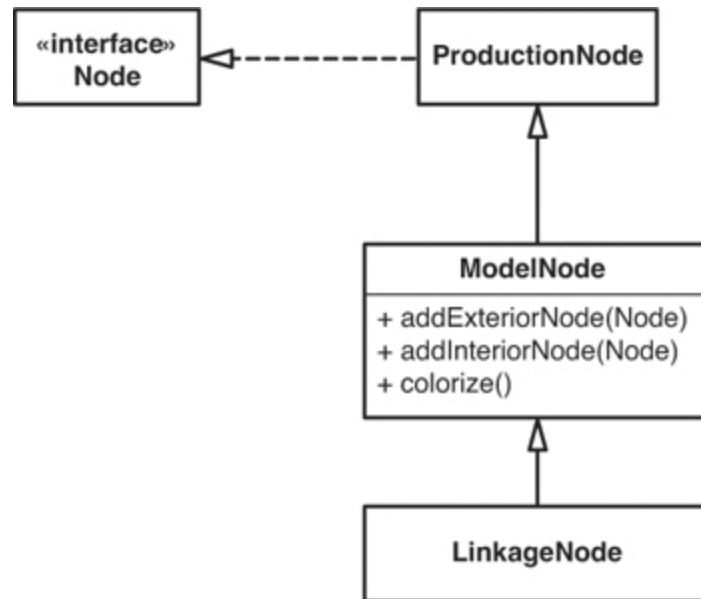 «interface»
Node
ProductionNode
ModelNode
+ addExteriorNode(Node)
+ addInteriorNode(Node)
+ colorize()
LinkageNode